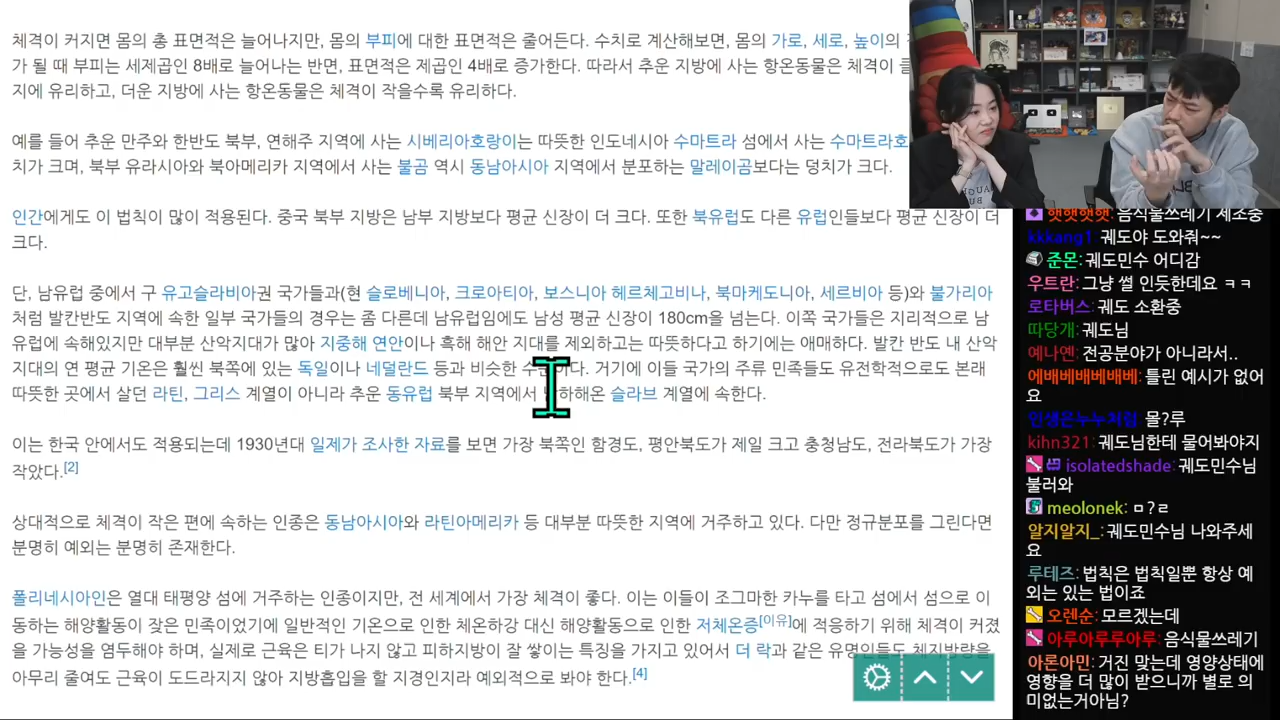 체격이 커지면 몸의 총 표면적은 늘어나지만, 몸의 부피에 대한 표면적은 줄어든다. 수치로 계산해보면, 몸의 가로, 세로, 높이의
가 될 때 부피는 세제곱인 8배로 늘어나는 반면, 표면적은 제곱인 4배로 증가한다. 따라서 추운 지방에 사는 항온동물은 체격이
지에 유리하고, 더운 지방에 사는 항온동물은 체격이 작을수록 유리하다.
예를 들어 추운 만주와 한반도 북부, 연해주 지역에 사는 시베리아호랑이는 따뜻한 인도네시아 수마트라 섬에서 사는 수마트라호
치가 크며, 북부 유라시아와 북아메리카 지역에서 사는 불곰 역시 동남아시아 지역에서 분포하는 말레이곰보다는 덩치가 크다.
인간에게도 이 법칙이 많이 적용된다. 중국 북부 지방은 남부 지방보다 평균 신장이 더 크다. 또한 북유럽도 다른 유럽인들보다 평균 신장이 더
크다.
단, 남유럽 중에서 구 유고슬라비아권 국가들과(현 슬로베니아, 크로아티아, 보스니아 헤르체고비나, 북마케도니아, 세르비아 등)와 불가리아
처럼 발칸반도 지역에 속한 일부 국가들의 경우는 좀 다른데 남유럽임에도 남성 평균 신장이 180cm을 넘는다. 이쪽 국가들은 지리적으로 남
유럽에 속해있지만 대부분 산악지대가 많아 지중해 연안이나 흑해 해안 지대를 제외하고는 따뜻하다고 하기에는 애매하다. 발칸 반도 내 산악
지대의 연 평균 기온은 훨씬 북쪽에 있는 독일이나 네덜란드 등과 비슷한 거기에 이들 국가의 주류 민족들도 유전학적으로도 본래
따뜻한 곳에서 살던 라틴, 그리스 계열이 아니라 추운 동유럽 북부 지역에서 슬라브 계열에 속한다.
이는 한국 안에서도 적용되는데 1930년대 일제가 조사한 자료를 보면 가장 북쪽인 함경도, 평안북도가 제일 크고 충청남도, 전라북도가 가장
작았다.[2]
상대적으로 체격이 작은 편에 속하는 인종은 동남아시아와 라틴아메리카 등 대부분 따뜻한 지역에 거주하고 있다. 다만 정규분포를 그린다면
분명히 예외는 분명히 존재한다.
폴리네시아인은 열대 태평양 섬에 거주하는 인종이지만, 전 세계에서 가장 체격이 좋다. 이는 이들이 조그마한 카누를 타고 섬에서 섬으로 이
동하는 해양활동이 잦은 민족이었기에 일반적인 기온으로 인한 체온하강 대신 해양활동으로 인한 저체온증[이유]에 적응하기 위해 체격이 커졌
을 가능성을 염두해야 하며, 실제로 근육은 티가 나지 않고 피하지방이 잘 쌓이는 특징을 가지고 있어서 더 락과 같은 유명인들도 체지방량을
아무리 줄여도 근육이 도드라지지 않아 지방흡입을 할 지경인지라 예외적으로 봐야 한다.[4]
햇햇햇햇: 음식물쓰레기 제조중
kkkang1: 궤도야 도와줘~~
준몬: 궤도민수 어디감
우트란: 그냥 썰 인듯한데요 ㅋㅋ
로타버스: 궤도 소환중
따당개: 궤도님
예나엔: 전공분야가 아니라서..
에배베베베베베: 틀린 예시가 없어
요
인생은누누처럼 몰?루
kihn321: 궤도님한테 물어봐야지
isolatedshade: 궤도민수님
불러와
meolonek: ㅁ?ㄹ
알지알지_: 궤도민수님 나와주세
요
루테즈: 법칙은 법칙일뿐 항상 예
외는 있는 법이죠
오렌순: 모르겠는데
아루아루루아루: 음식물쓰레기
아론아민: 거진 맞는데 영양상태에
영향을 더 많이 받으니까 별로 의
미없는거아님?